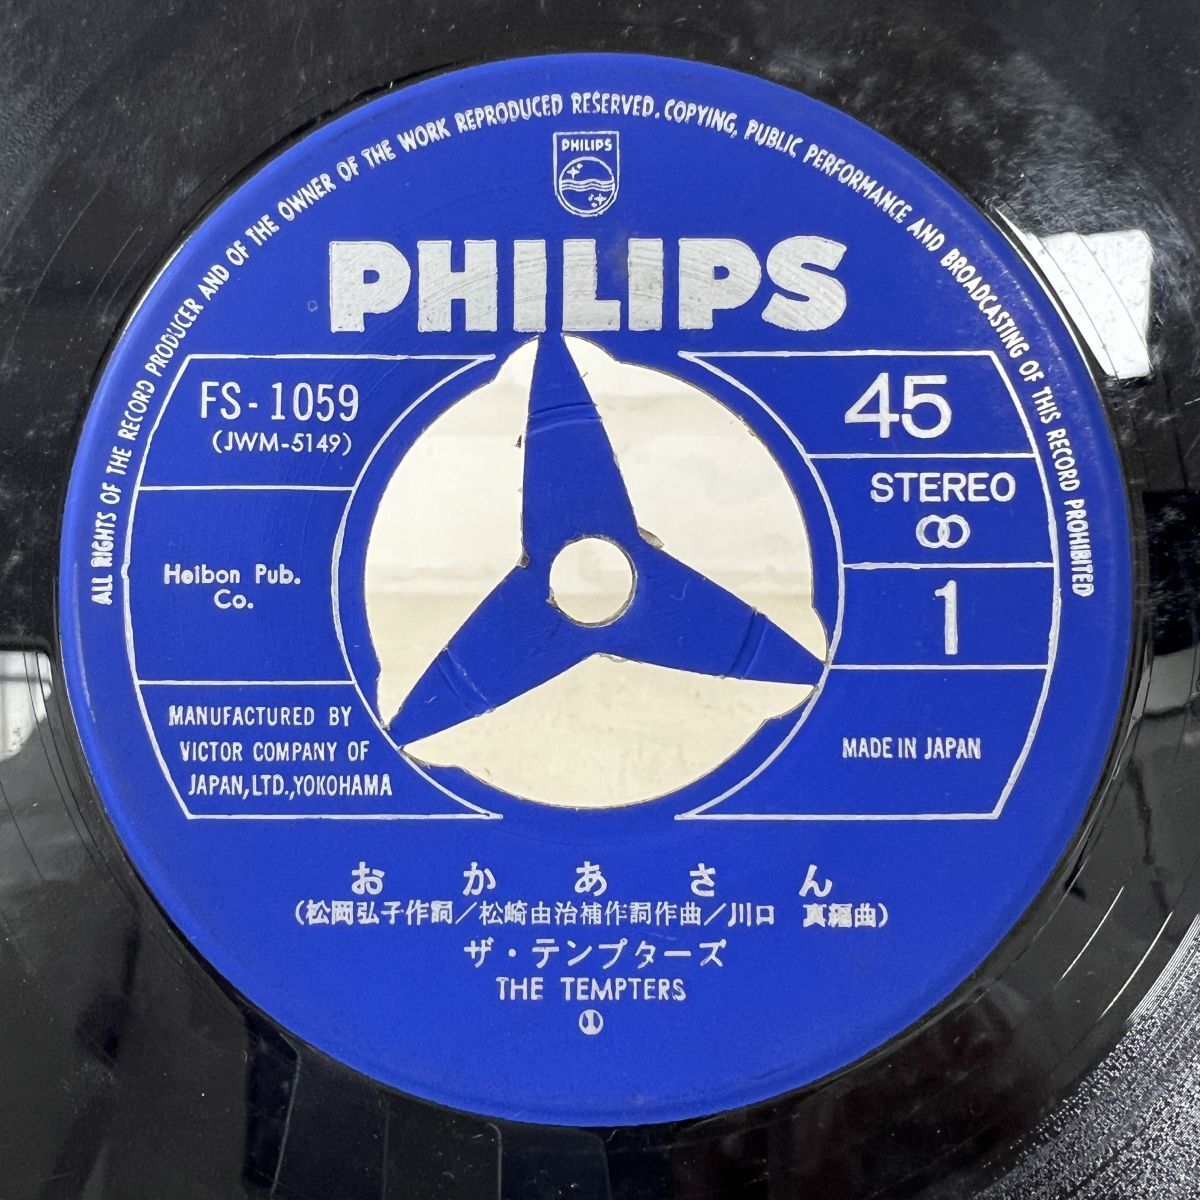 ALL RIGHTS OF THE RECORD PRODUCER AND OF THE OWNER OF THE WORK REPRODUCED RESERVED. COPYING, PUBLIC PERFORMANCE AND BROADCASTING OF THIS RECORD PROHIBITED
PHILIPS
PHILIPS
FS-1059
(JWM-5149)
45
STEREO
Heibon Pub.
Co.
1
MANUFACTURED BY
VICTOR COMPANY OF
JAPAN, LTD., YOKOHAMA
MADE IN JAPAN
おかあさん
(松岡弘子作詞/松崎由治補作詞作曲/川口 真編曲)
ザ・テンプターズ
THE TEMPTERS
①